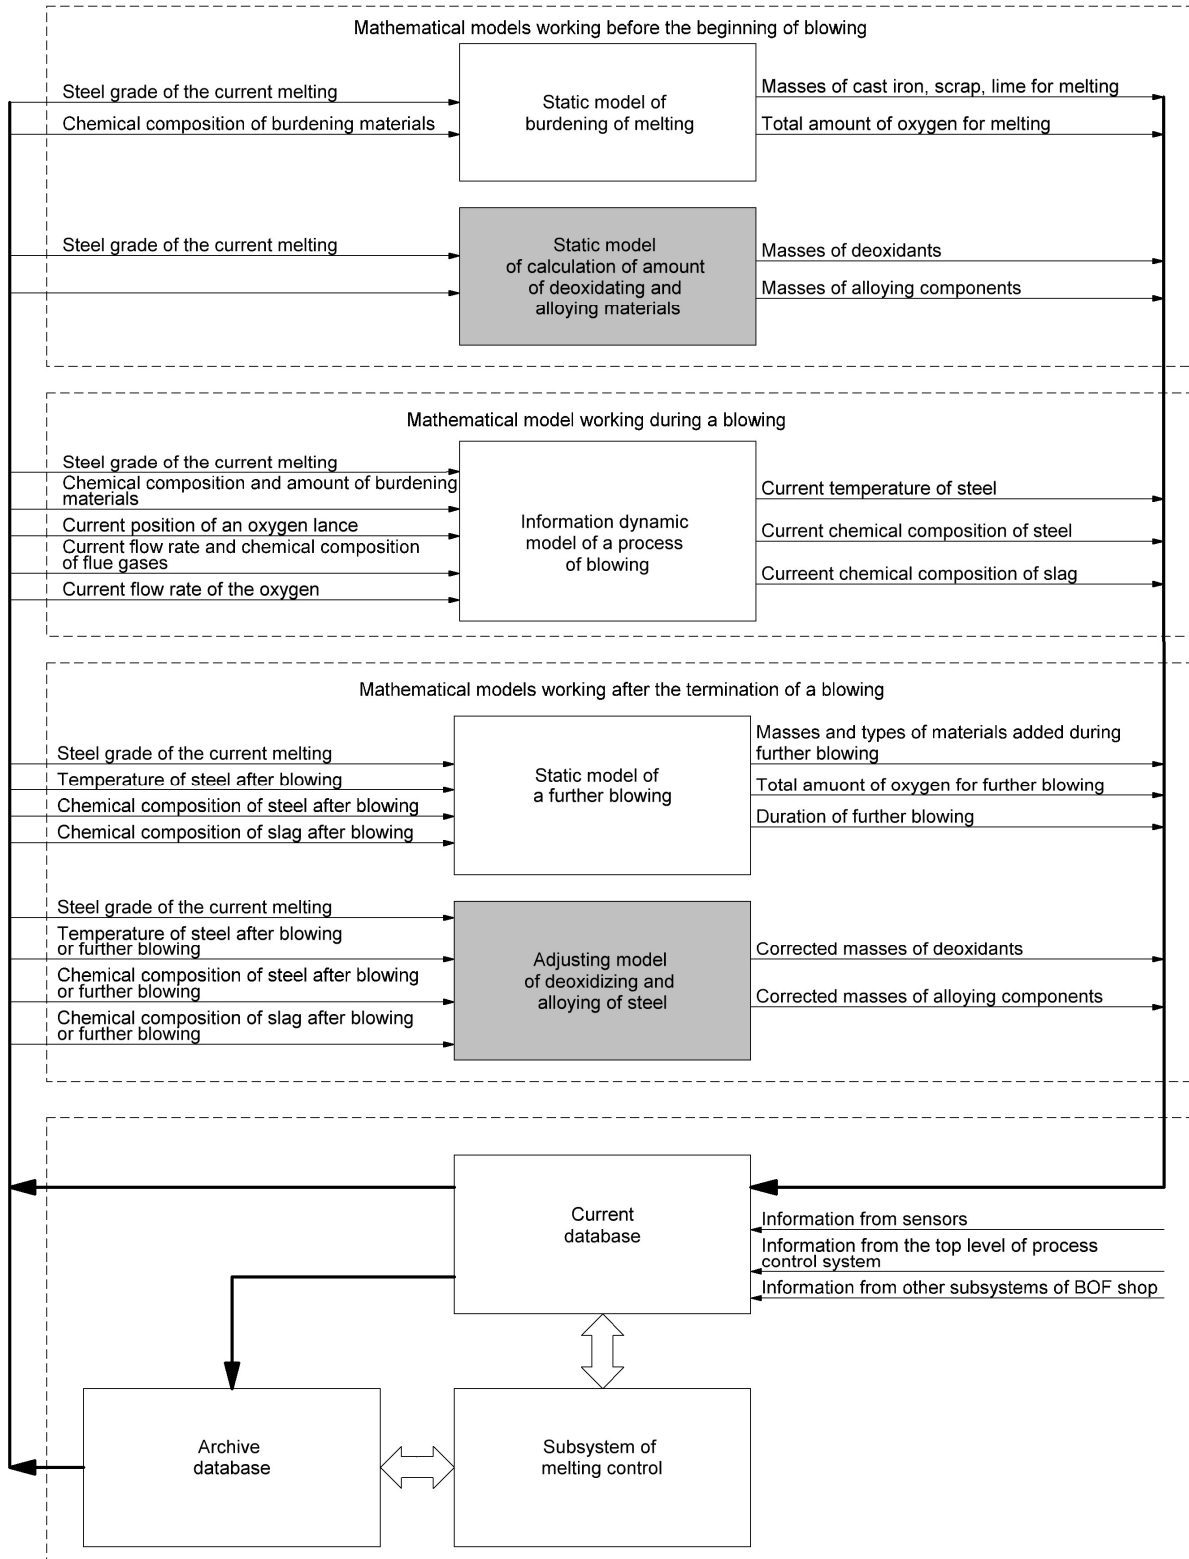 Mathematical models working before the beginning of blowing
Steel grade of the current melting
Chemical composition of burdening materials
Static model of
burdening of melting
Masses of cast iron, scrap, lime for melting
Total amount of oxygen for melting
Steel grade of the current melting
Static model
of calculation of amount
of deoxidating and
alloying materials
Masses of deoxidants
Masses of alloying components
Mathematical model working during a blowing
Steel grade of the current melting
Chemical composition and amount of burdening
materials
Current position of an oxygen lance
Current flow rate and chemical composition
of flue gases
Current flow rate of the oxygen
Information dynamic
model of a process
of blowing
Current temperature of steel
Current chemical composition of steel
Curreent chemical composition of slag
Mathematical models working after the termination of a blowing
Steel grade of the current melting
Temperature of steel after blowing
Chemical composition of steel after blowing
Chemical composition of slag after blowing
Static model of
a further blowing
Masses and types of materials added during
further blowing
Total amuont of oxygen for further blowing
Duration of further blowing
Steel grade of the current melting
Temperature of steel after blowing
or further blowing
Chemical composition of steel after blowing
or further blowing
Chemical composition of slag after blowing
or further blowing
Adjusting model
of deoxidizing and
alloying of steel
Corrected masses of deoxidants
Corrected masses of alloying components
Current
database
Information from sensors
Information from the top level of process
control system
Information from other subsystems of BOF shop
Archive
database
Subsystem of
melting control